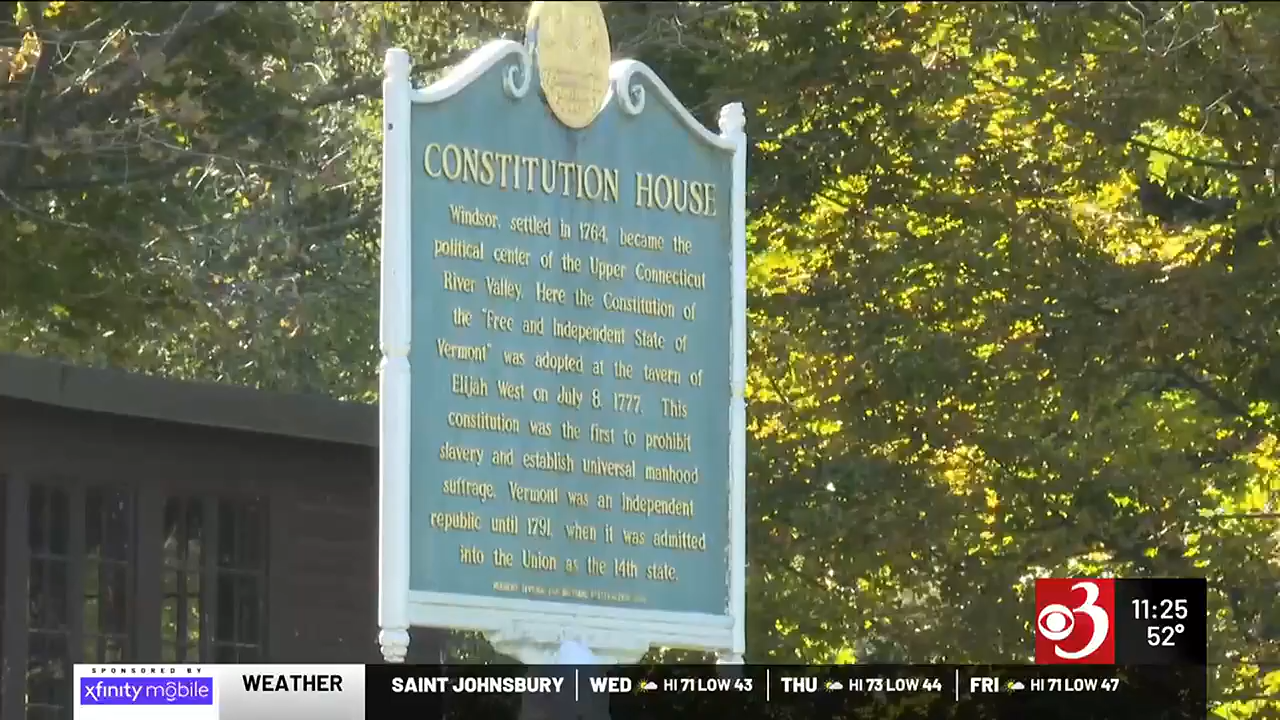 CONSTITUTION HOUSE
Windsor, settled in 1764, became the
political center of the Upper Connecticut
River Valley. Here the Constitution of
the "Free and Independent State of
Vermont" was adopted at the tavern of
Elijah West on July 8, 1777. This
constitution was the first to prohibit
slavery and establish universal manhood
suffrage. Vermont was an independent
republic until 1791, when it was admitted
into the Union as the 14th state.
3
11:25
52°
SPONSORED BY
xfinity mobile
WEATHER
SAINT JOHNSBURY
WED HI 71 LOW 43
THU HI 73 LOW 44
FRI HI 71 LOW 47